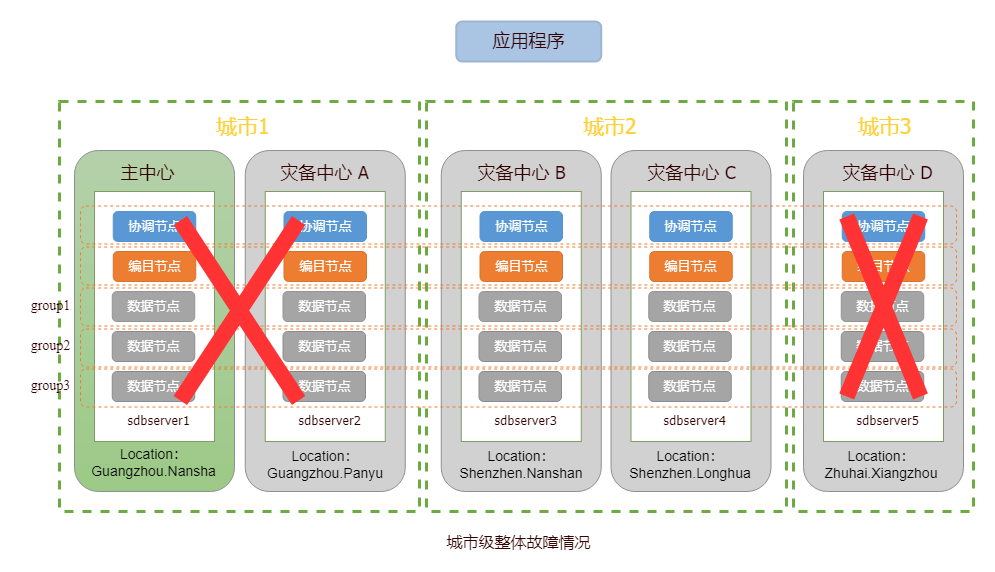 应用程序
城市1
城市2
城市3
主中心
灾备中心 A
灾备中心 B
灾备中心 C
灾备中心 D
协调节点
协调节点
协调节点
协调节点
协调节点
编目节点
编目节点
编目节点
编目节点
编目节点
group1
数据节点
数据节点
数据节点
数据节点
数据节点
group2
数据节点
数据节点
数据节点
数据节点
数据节点
group3
数据节点
数据节点
数据节点
数据节点
数据节点
sdbserver1
sdbserver2
sdbserver3
sdbserver4
sdbserver5
Location:
Guangzhou.Nansha
Location:
Guangzhou.Panyu
Location:
Shenzhen.Nanshan
Location:
Shenzhen.Longhua
Location:
Zhuhai.Xiangzhou
城市级整体故障情况